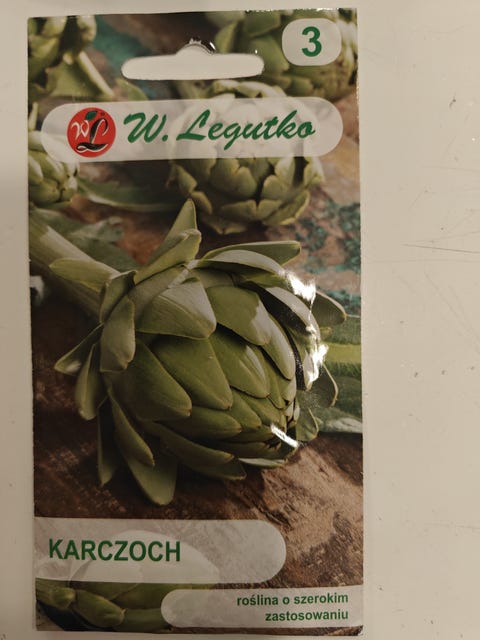 3
WL
W. Legutko
KARCZOCH
roślina o szerokim
zastosowaniu